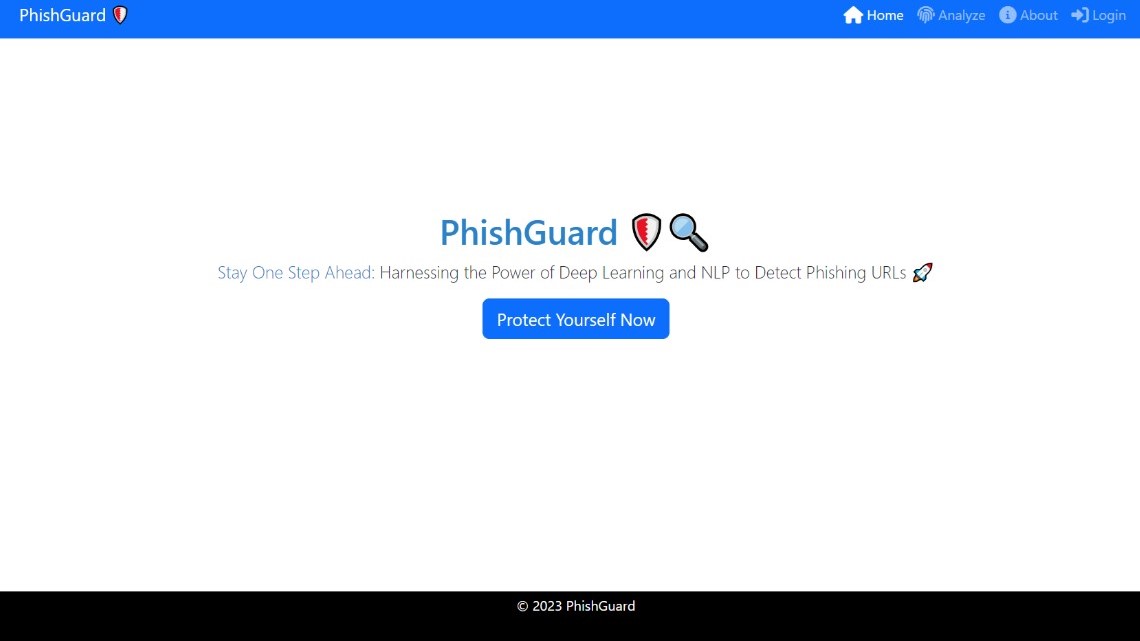 PhishGuard
Home
Analyze
About
Login
PhishGuard
Stay One Step Ahead: Harnessing the Power of Deep Learning and NLP to Detect Phishing URLs
Protect Yourself Now
© 2023 PhishGuard